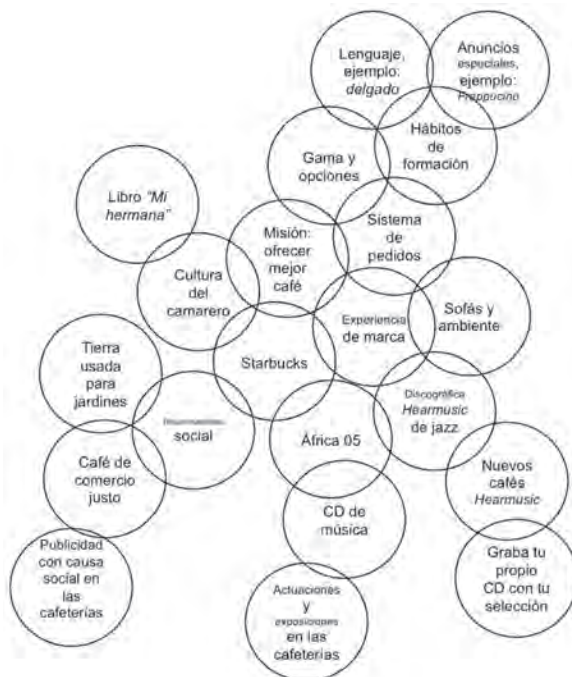 Lenguaje,
ejemplo:
delgado
Anuncios
especiales,
ejemplo:
Frappucino
Gama y
opciones
Hábitos
de
formación
Libro "Mi
hermana"
Misión:
ofrecer
mejor
café
Sistema
de
pedidos
Cultura
del
camarero
Sofás y
ambiente
Experiencia
de marca
Starbucks
Tierra
usada
para
jardines
Discográfica
Hearmusic
de jazz
social
África 05
Café de
comercio
justo
Nuevos
cafés
Hearmusic
CD de
música
Publicidad
con causa
social en
las
cafeterías
Graba tu
propio
CD con tu
selección
Actuaciones
y
exposiciones
en las
cafeterías